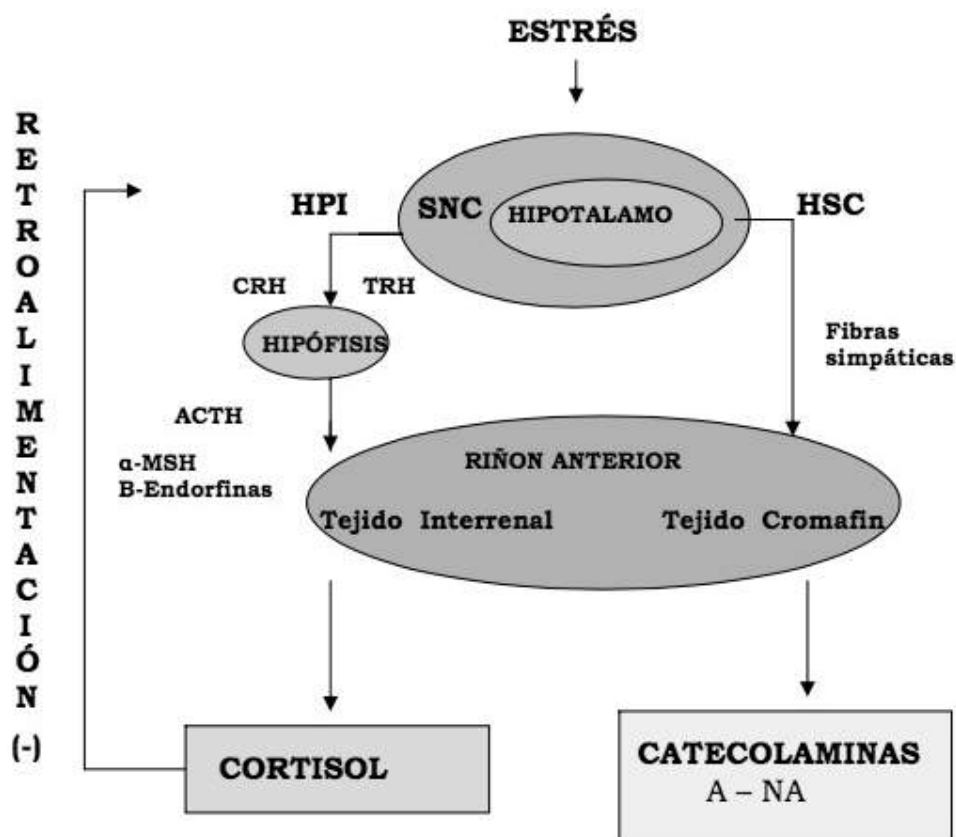 ESTRÉS
RETROALIMENTACIÓN
(-)
HPI
SNC
HIPOTALAMO
HSC
CRH
TRH
HIPÓFISIS
Fibras
simpáticas
ACTH
α-MSH
B-Endorfinas
RIÑON ANTERIOR
Tejido Interrenal
Tejido Cromafin
CORTISOL
CATECOLAMINAS
A – NA